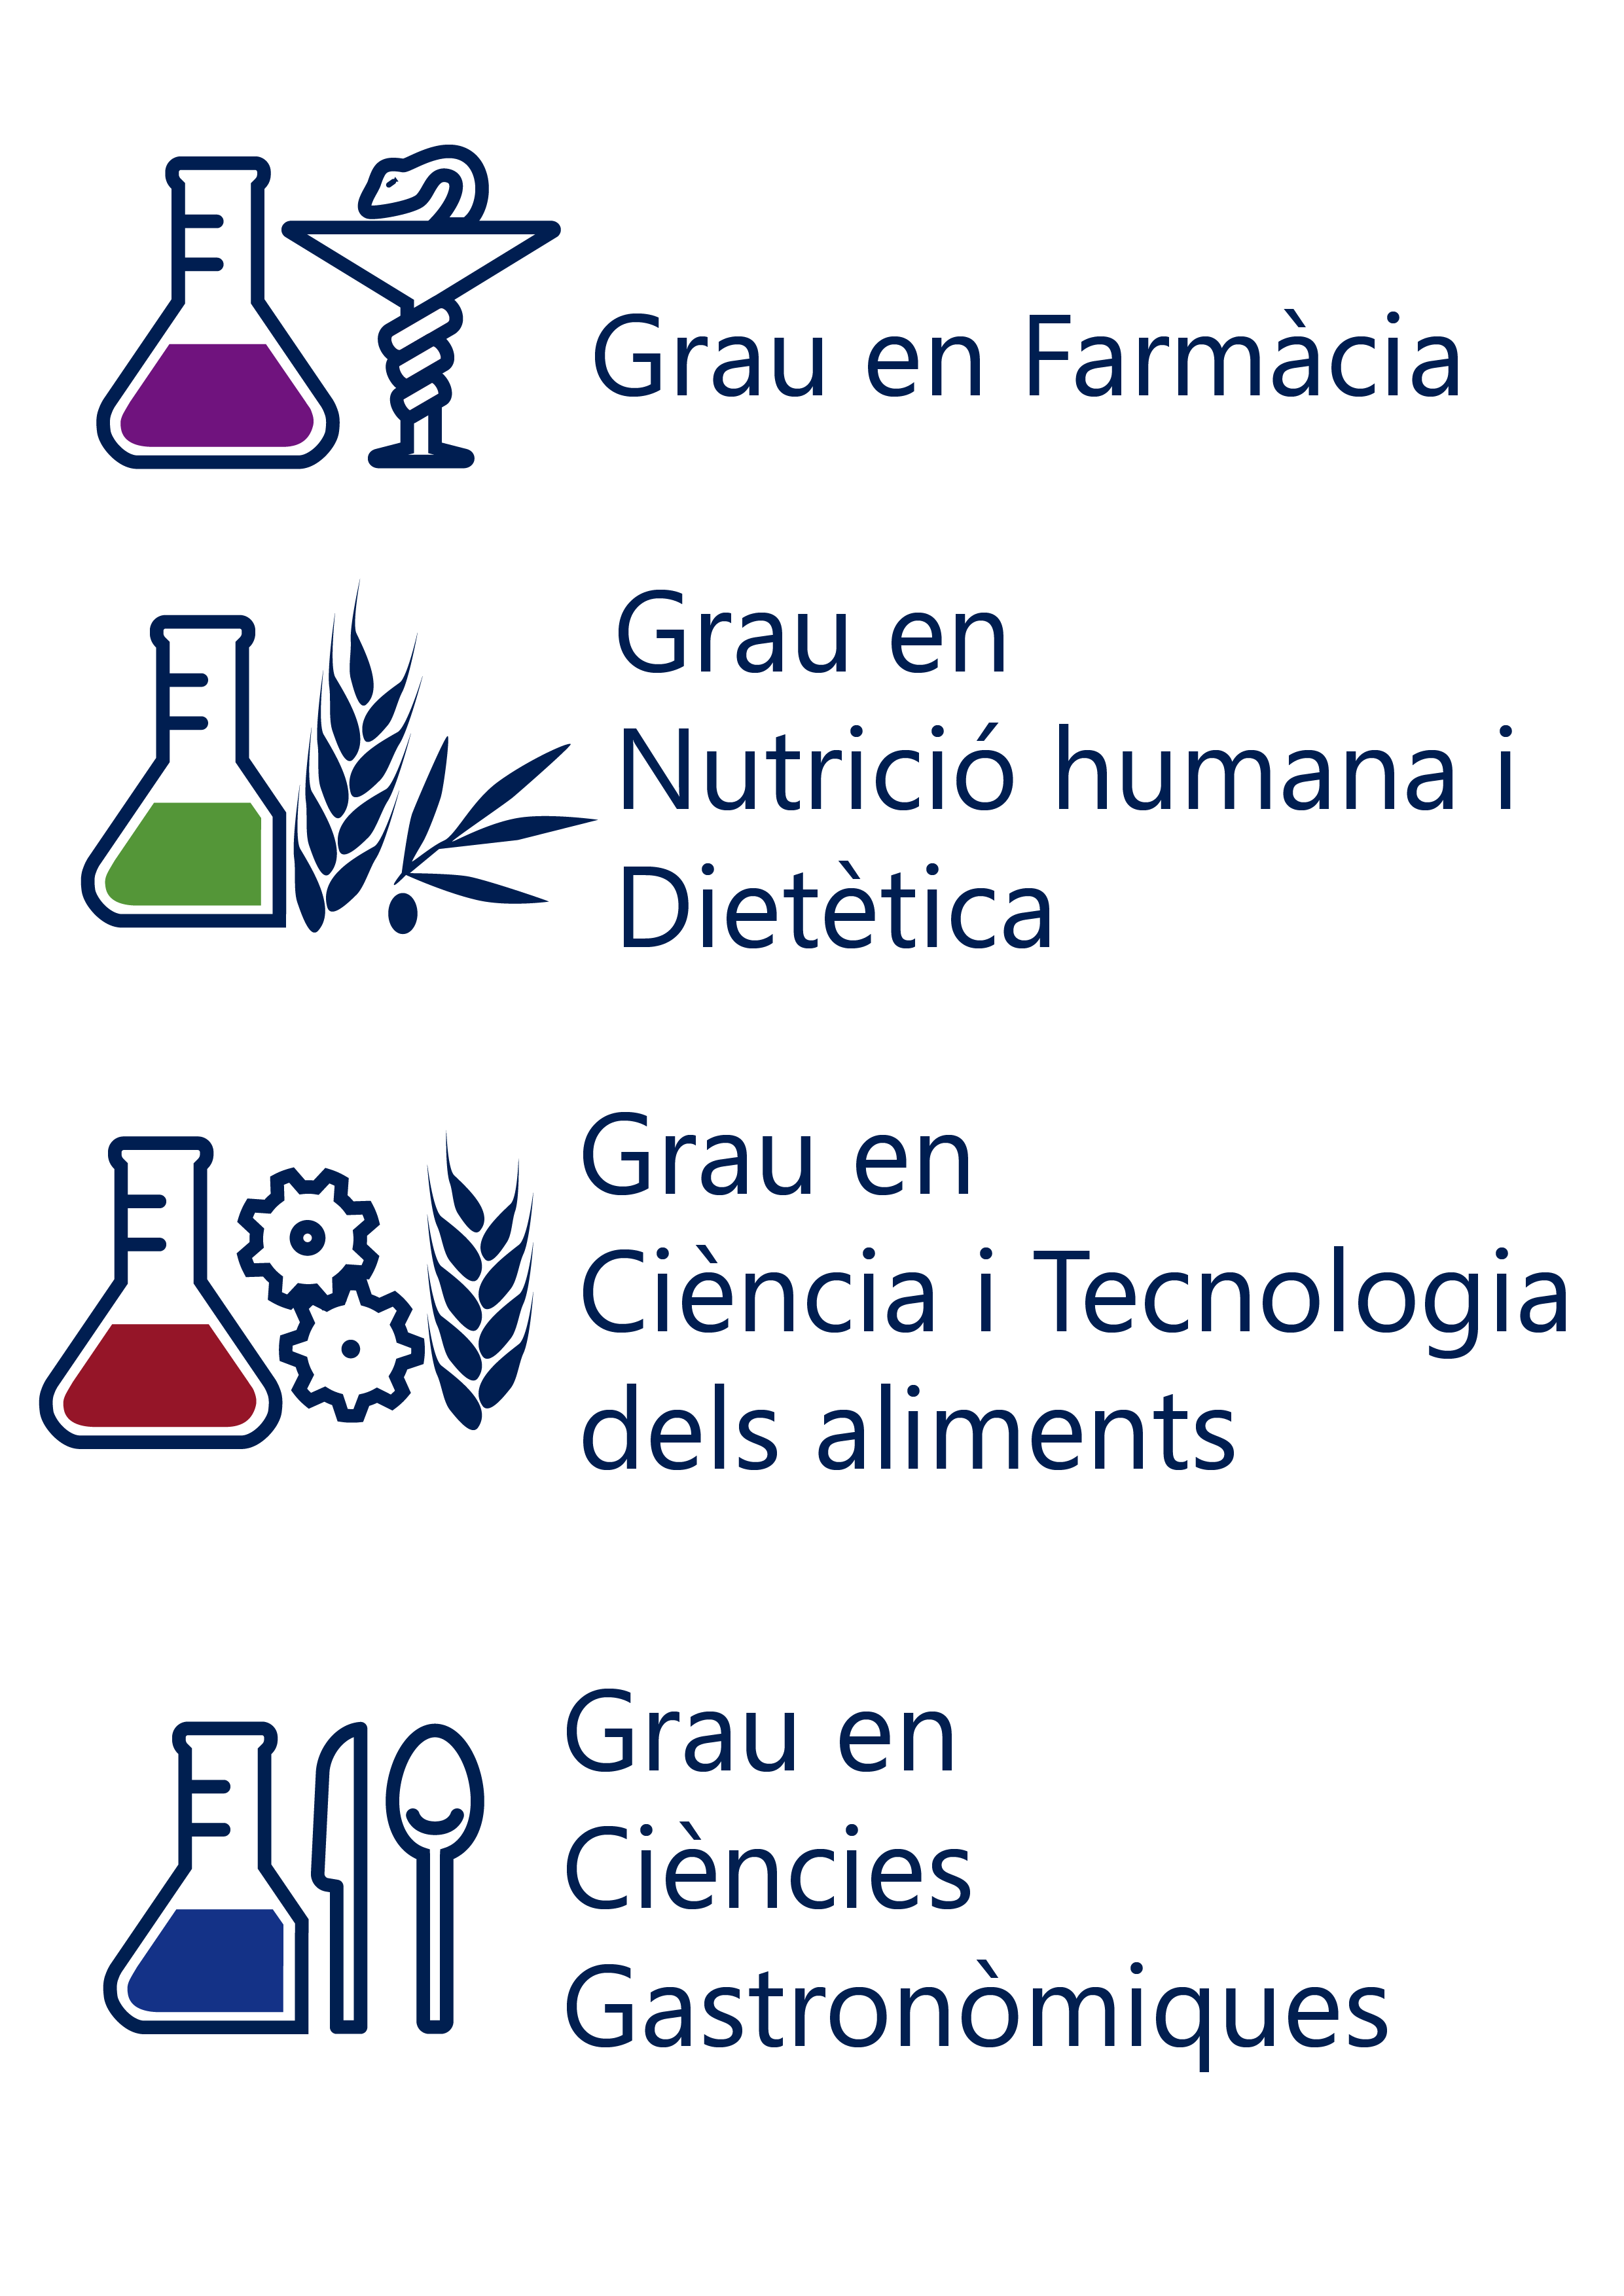 Grau en Farmàcia
Grau en
Nutrició humana i
Dietètica
Grau en
Ciència i Tecnologia
dels aliments
Grau en
Ciències
Gastronòmiques